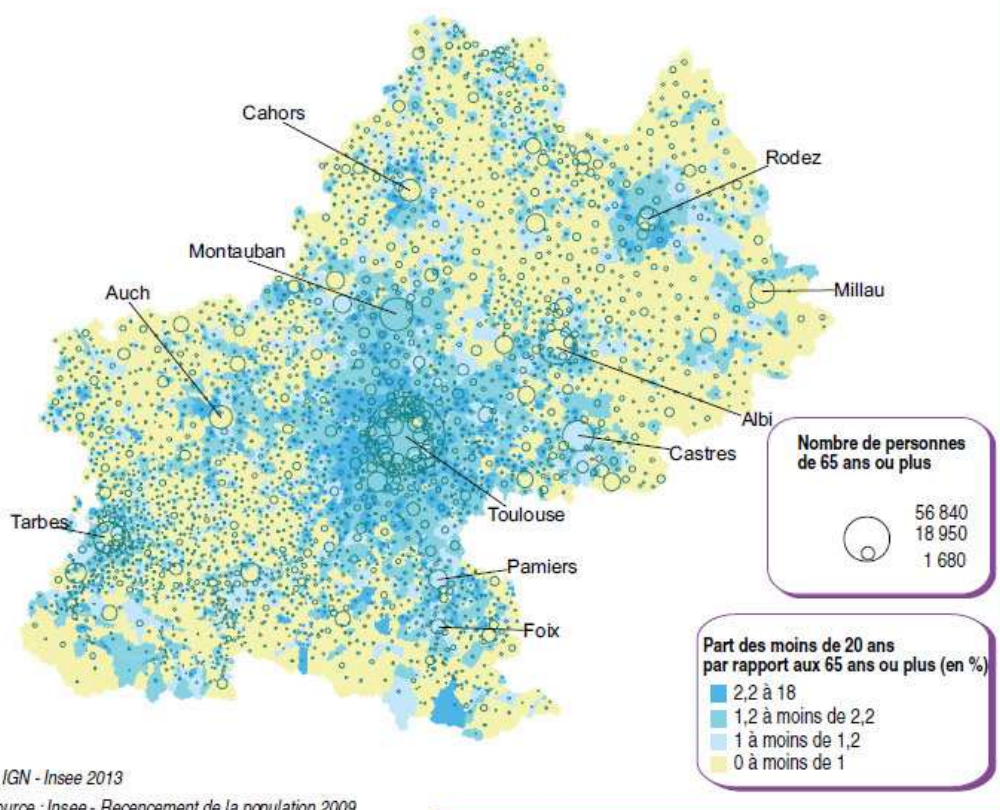 Cahors
Rodez
Montauban
Auch
Millau
Albi
Castres
Toulouse
Tarbes
Pamiers
Foix
Nombre de personnes
de 65 ans ou plus
56 840
18 950
1 680
Part des moins de 20 ans
par rapport aux 65 ans ou plus (en %)
2,2 à 18
1,2 à moins de 2,2
1 à moins de 1,2
0 à moins de 1
IGN - Insee 2013
ource : Insee - Recencement de la population 2009